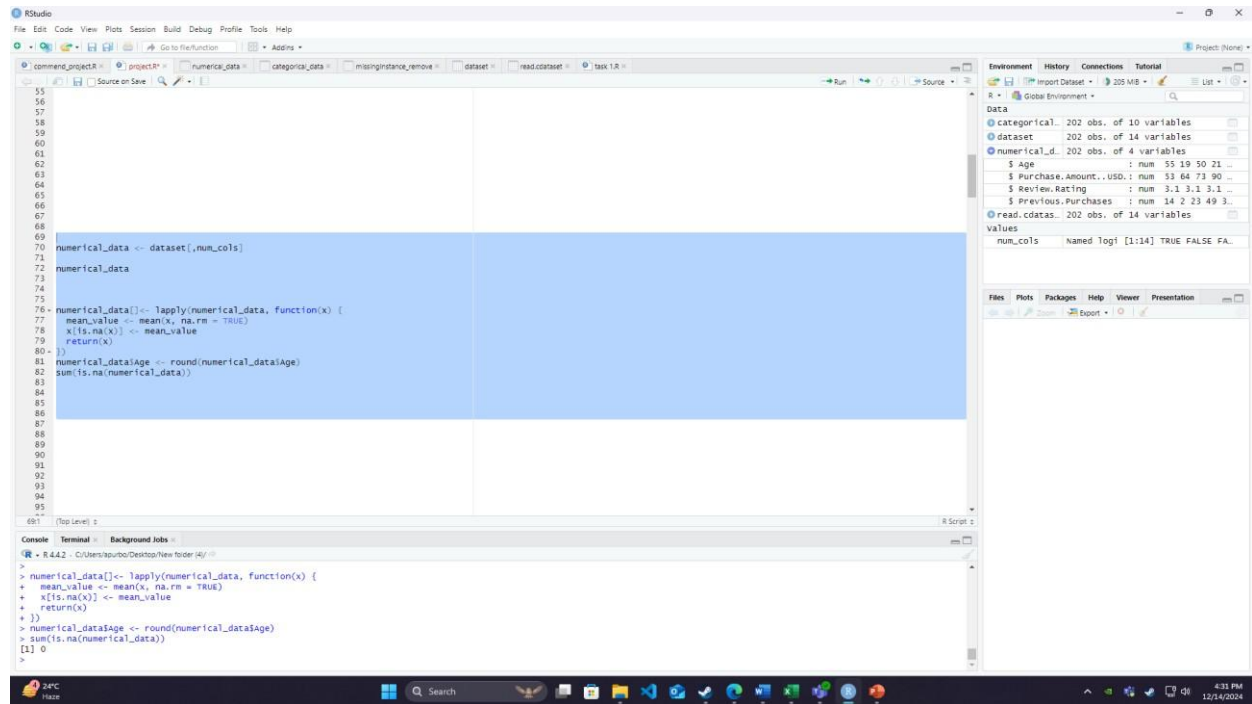 RStudio
File Edit Code View Plots Session Build Debug Profile Tools Help
Go to file/function Addins
Project: (None)
commend_project.R project.R* numerical_data categorical_data missinginstance_remove dataset read.cdataset task 1.R
Source on Save Run Source
55
56
57
58
59
60
61
62
63
64
65
66
67
68
69
70 numerical_data <- dataset[,num_cols]
71
72 numerical_data
73
74
75
76 numerical_data[]<- lapply(numerical_data, function(x) {
77 mean_value <- mean(x, na.rm = TRUE)
78 x[is.na(x)] <- mean_value
79 return(x)
80 })
81 numerical_data$Age <- round(numerical_data$Age)
82 sum(is.na(numerical_data))
83
84
85
86
87
88
89
90
91
92
93
94
95
69:1 (Top Level) R Script
Console Terminal Background Jobs
R 4.4.2 · C:/Users/apurbo/Desktop/New folder (4)/
>
> numerical_data[]<- lapply(numerical_data, function(x) {
+ mean_value <- mean(x, na.rm = TRUE)
+ x[is.na(x)] <- mean_value
+ return(x)
+ })
> numerical_data$Age <- round(numerical_data$Age)
> sum(is.na(numerical_data))
[1] 0
>
Environment History Connections Tutorial
Import Dataset 205 MiB List
R Global Environment
Data
categorical_ 202 obs. of 10 variables
dataset 202 obs. of 14 variables
numerical_d_ 202 obs. of 4 variables
$ Age : num 55 19 50 21 …
$ Purchase.Amount..USD.: num 53 64 73 90 …
$ Review.Rating : num 3.1 3.1 3.1 …
$ Previous.Purchases : num 14 2 23 49 3…
read.cdatas_ 202 obs. of 14 variables
values
num_cols Named logi [1:14] TRUE FALSE FA…
Files Plots Packages Help Viewer Presentation
Zoom Export
4
24°C
Haze
Search
4:31 PM
12/14/2024